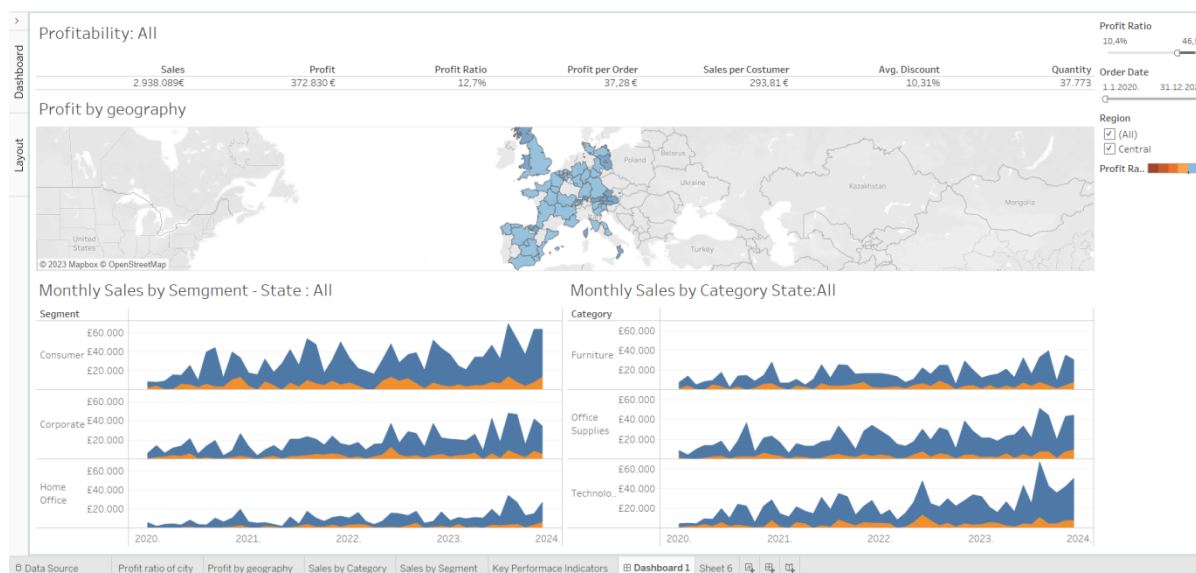 Dashboard
Layout
Profitability: All
Sales Profit Profit Ratio Profit per Order Sales per Costumer Avg. Discount Quantity
2.938.089€ 372.830 € 12,7% 37,28 € 293,81 € 10,31% 37.773
Profit by geography
Poland
Belarus
Ukraine
Kazakhstan
Mongolia
United
States
Turkey
© 2023 Mapbox © OpenStreetMap
Monthly Sales by Semgment - State : All
Segment
Consumer
£60.000
£40.000
£20.000
Corporate
£60.000
£40.000
£20.000
Home
Office
£60.000
£40.000
£20.000
2020. 2021. 2022. 2023. 2024.
Monthly Sales by Category State:All
Category
Furniture
£60.000
£40.000
£20.000
Office
Supplies
£60.000
£40.000
£20.000
Technolo..
£60.000
£40.000
£20.000
2020. 2021. 2022. 2023. 2024.
Profit Ratio
10,4% 46,
Order Date
1.1.2020. 31.12.20
Region
(All)
Central
Profit Ra..
Data Source Profit ratio of city Profit by geography Sales by Category Sales by Segment Key Performace Indicators Dashboard 1 Sheet 6